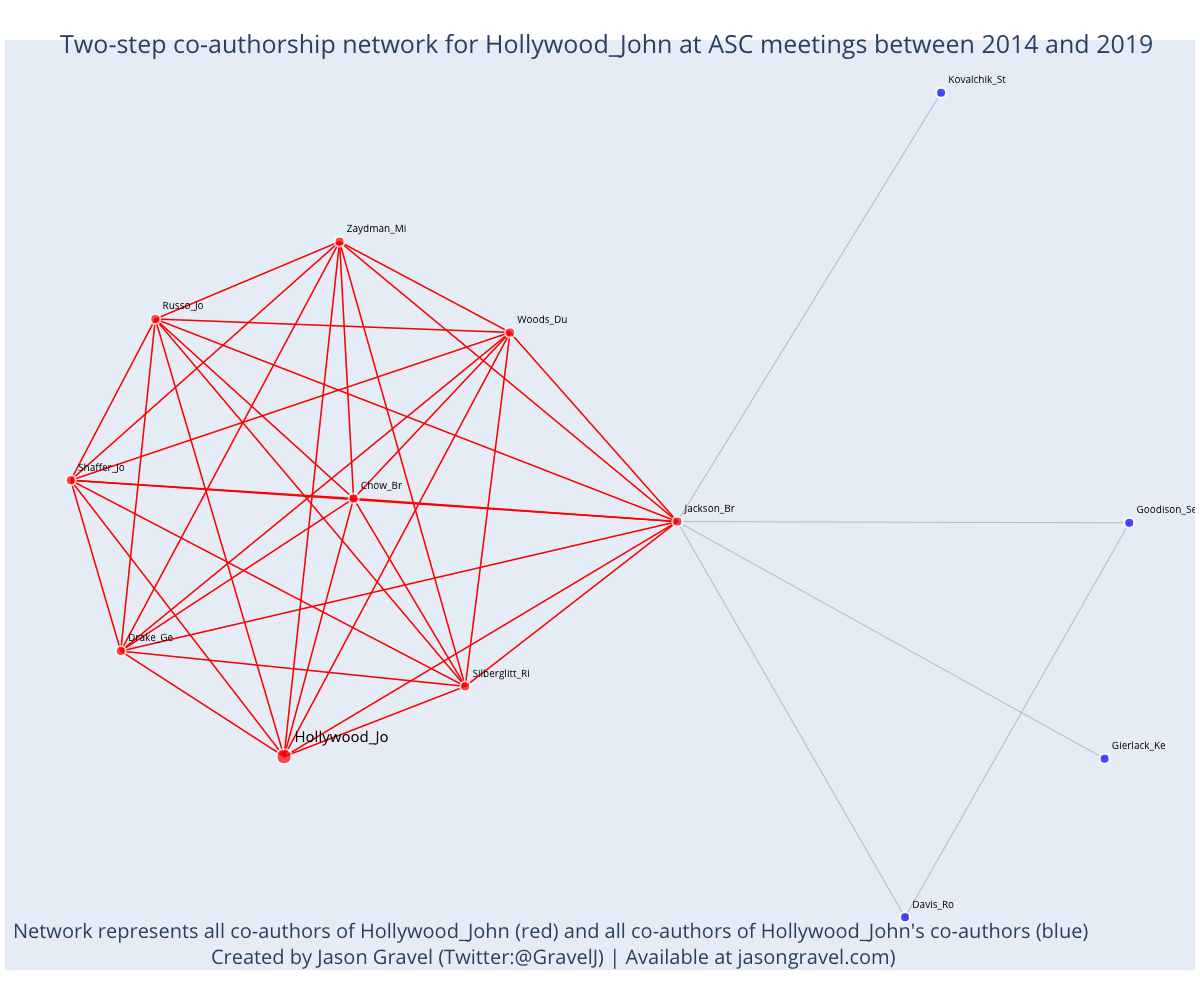 Two-step co-authorship network for Hollywood_John at ASC meetings between 2014 and 2019
Kovalchik_St
Zaydman_Mi
Russo_Jo
Woods_Du
Shaffer_Jo
Chow_Br
Jackson_Br
Goodison_Se
Drake_Ge
Silberglitt_Ri
Hollywood_Jo
Gierlack_Ke
Davis_Ro
Network represents all co-authors of Hollywood_John (red) and all co-authors of Hollywood_John's co-authors (blue)
Created by Jason Gravel (Twitter:@GravelJ) | Available at jasongravel.com)